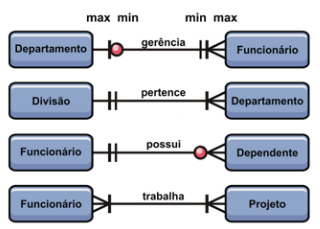 max min min max
Departamento gerência Funcionário
Divisão pertence Departamento
Funcionário possui Dependente
Funcionário trabalha Projeto